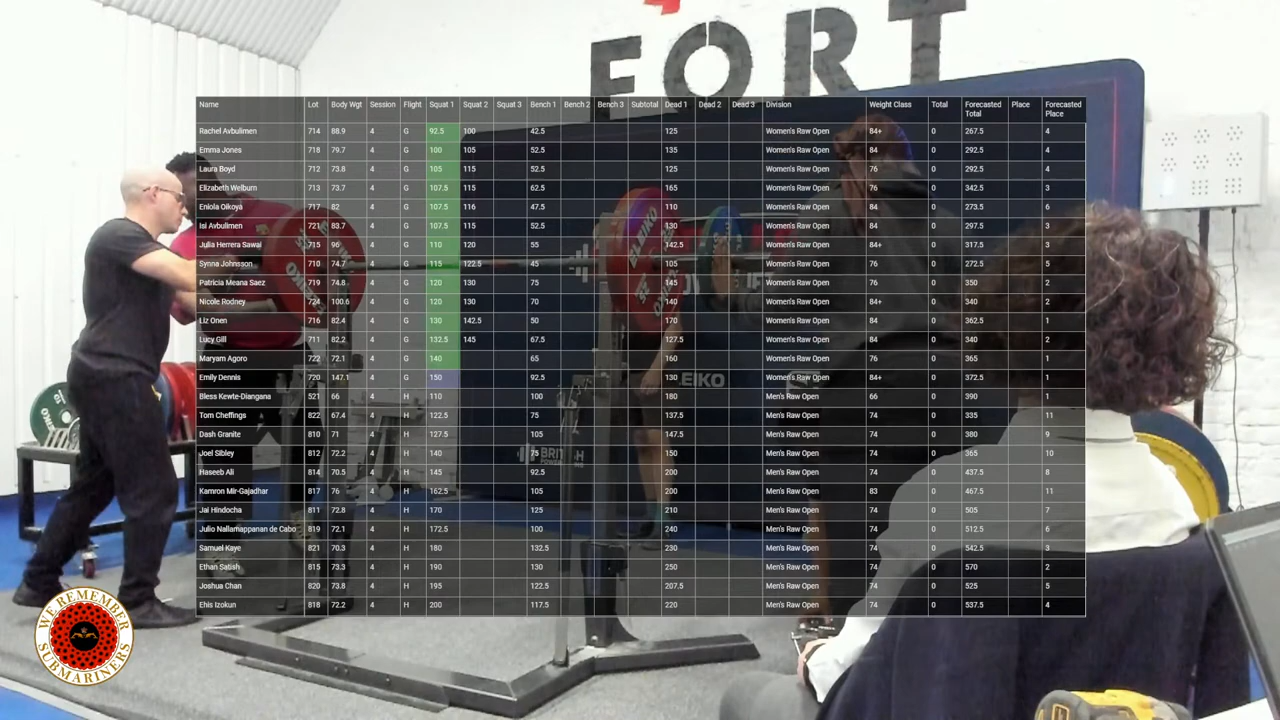 FORT
Name Lot Body Wgt Session Flight Squat 1 Squat 2 Squat 3 Bench 1 Bench 2 Bench 3 Subtotal Dead 1 Dead 2 Dead 3 Division Weight Class Total Forecasted Total Place Forecasted Place
Rachel Avbulimen 714 88.9 4 G 92.5 100 42.5 125 Women's Raw Open 84+ 0 267.5 4
Emma Jones 718 79.7 4 G 100 105 52.5 135 Women's Raw Open 84 0 292.5 4
Laura Boyd 712 73.8 4 G 105 115 52.5 125 Women's Raw Open 76 0 292.5 4
Elizabeth Welburn 713 73.7 4 G 107.5 115 62.5 165 Women's Raw Open 76 0 342.5 3
Eniola Oikoya 717 82 4 G 107.5 116 47.5 110 Women's Raw Open 84 0 273.5 6
Isi Avbulimen 721 83.7 4 G 107.5 115 52.5 130 Women's Raw Open 84 0 297.5 3
Julia Herrera Sawai 715 96 4 G 110 120 55 142.5 Women's Raw Open 84+ 0 317.5 3
Synna Johnsson 710 74.7 4 G 115 122.5 45 105 Women's Raw Open 76 0 272.5 5
Patricia Meana Saez 719 74.8 4 G 120 130 75 145 Women's Raw Open 76 0 350 2
Nicole Rodney 724 100.6 4 G 120 130 70 140 Women's Raw Open 84+ 0 340 2
Liz Onen 716 82.4 4 G 130 142.5 50 170 Women's Raw Open 84 0 362.5 1
Lucy Gill 711 82.2 4 G 132.5 145 67.5 127.5 Women's Raw Open 84 0 340 2
Maryam Agoro 722 72.1 4 G 140 65 160 Women's Raw Open 76 0 365 1
Emily Dennis 720 147.1 4 G 150 92.5 130 Women's Raw Open 84+ 0 372.5 1
Bless Kewte-Diangana 521 66 4 H 110 100 180 Men's Raw Open 66 0 390 1
Tom Cheffings 822 67.4 4 H 122.5 75 137.5 Men's Raw Open 74 0 335 11
Dash Granite 810 71 4 H 127.5 105 147.5 Men's Raw Open 74 0 380 9
Joel Sibley 812 72.2 4 H 140 75 150 Men's Raw Open 74 0 365 10
Haseeb Ali 814 70.5 4 H 145 92.5 200 Men's Raw Open 74 0 437.5 8
Kamron Mir-Gajadhar 817 76 4 H 162.5 105 200 Men's Raw Open 83 0 467.5 11
Jai Hindocha 811 72.8 4 H 170 125 210 Men's Raw Open 74 0 505 7
Julio Nallamappanan de Cabo 819 72.1 4 H 172.5 100 240 Men's Raw Open 74 0 512.5 6
Samuel Kaye 821 70.3 4 H 180 132.5 230 Men's Raw Open 74 0 542.5 3
Ethan Satish 815 73.3 4 H 190 130 250 Men's Raw Open 74 0 570 2
Joshua Chan 820 73.8 4 H 195 122.5 207.5 Men's Raw Open 74 0 525 5
Ehis Izokun 818 72.2 4 H 200 117.5 220 Men's Raw Open 74 0 537.5 4
ELEIKO
25
EIKO
WE REMEMBER
SUBMARINERS